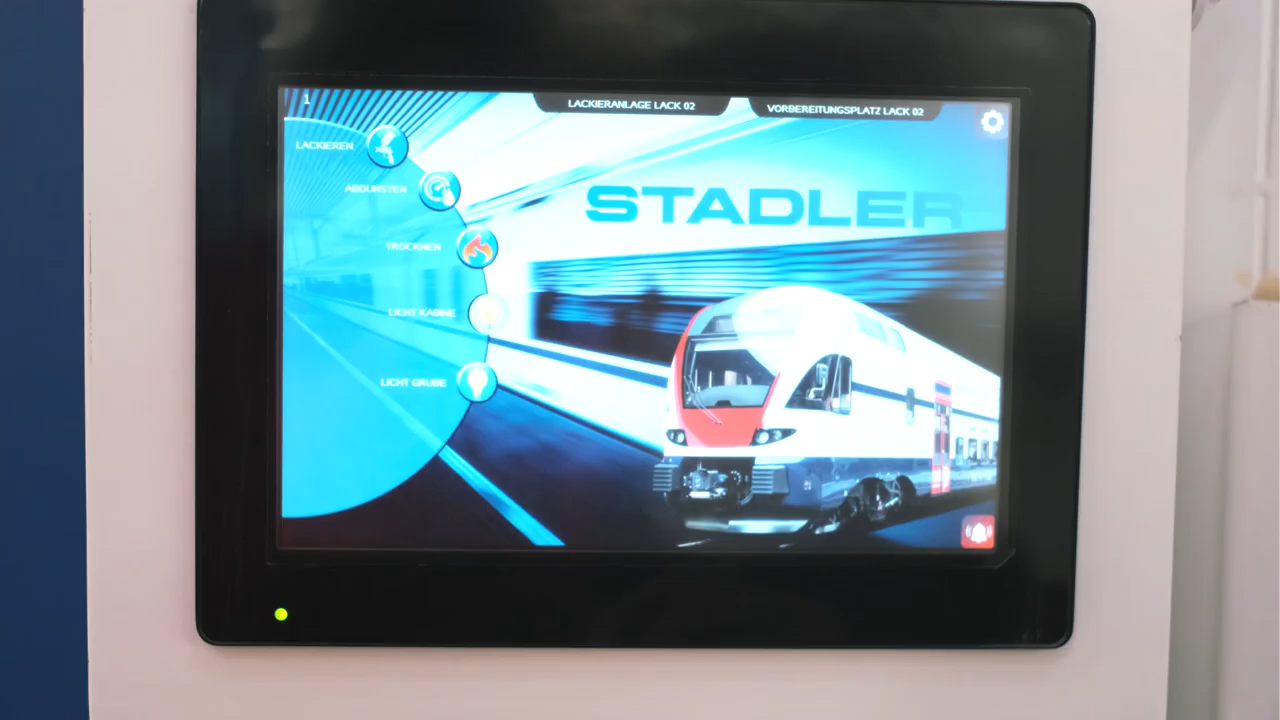 1
LACKIERANLAGE LACK 02
VORBEREITUNGSPLATZ LACK 02
LACKIEREN
ABDUNSTEN
TROCKNEN
LICHT KABINE
LICHT GRUBE
STADLER